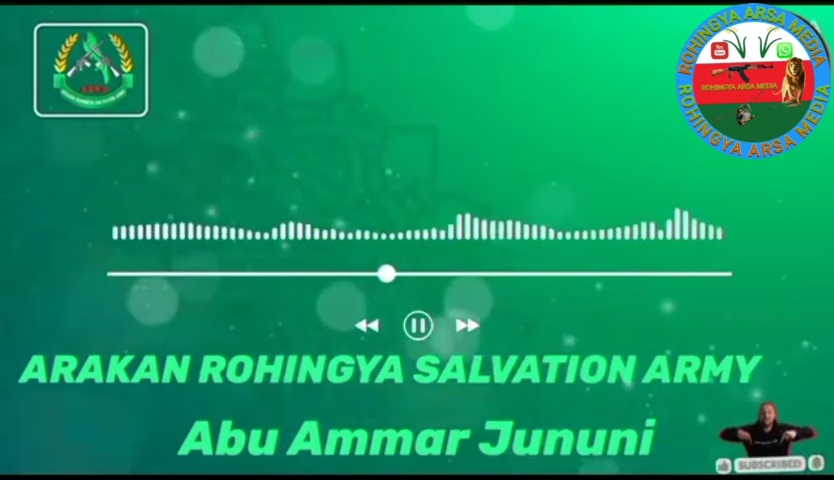 ROHINGYA ARSA MEDIA
ROHINGYA ARSA MEDIA
ROHINGYA ARSA MEDIA
ARAKAN ROHINGYA SALVATION ARMY
Abu Ammar Jununi
SUBSCRIBED